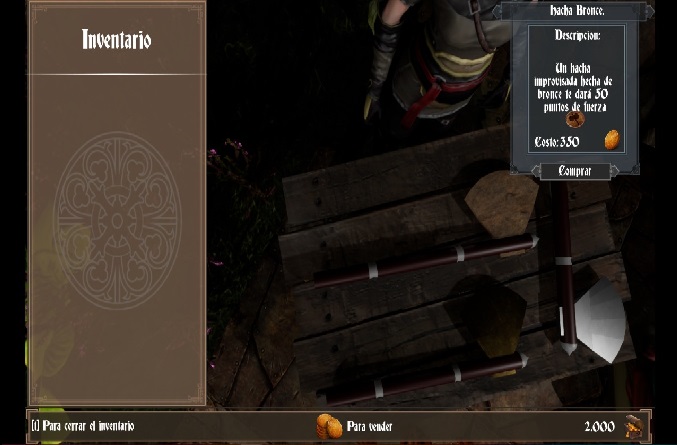 Inventario
Hacha Bronce.
Descripcion:
Un hacha
improvisada hecha de
bronce te dará 50
puntos de fuerza
Costo:350
Comprar
[I] Para cerrar el inventario
Para vender
2.000